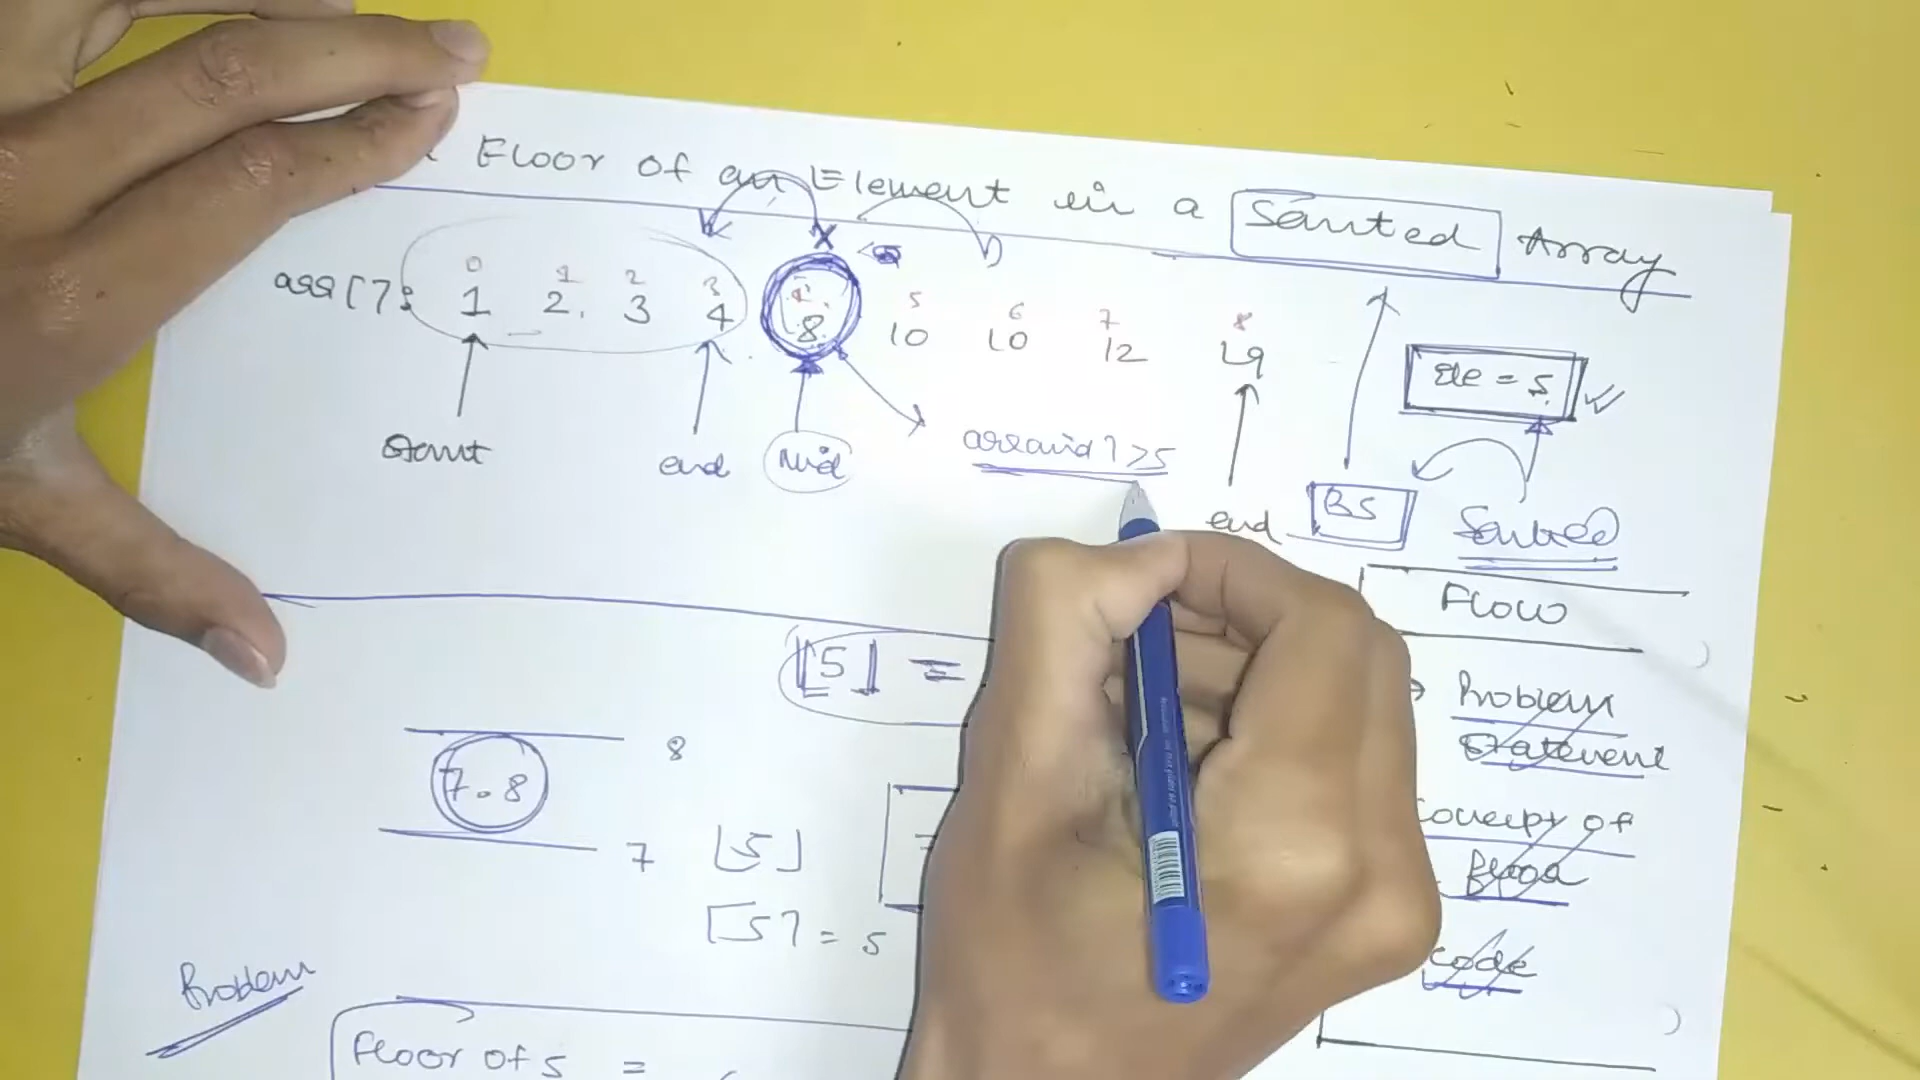 Floor of an Element in a Sorted Array
0 1 2 3 4 5 6 7 8
arr[]: 1 2. 3 4 8 10 10 12 19
ele = 5
start end Mid arr[mid] > 5 end BS Sorted
Flow
⌊5⌋ =
→ Problem Statement
7.8 8
7 ⌊5⌋
⌈5⌉ = 5
Concept of
Floor
Code
Problem
Floor of 5 =